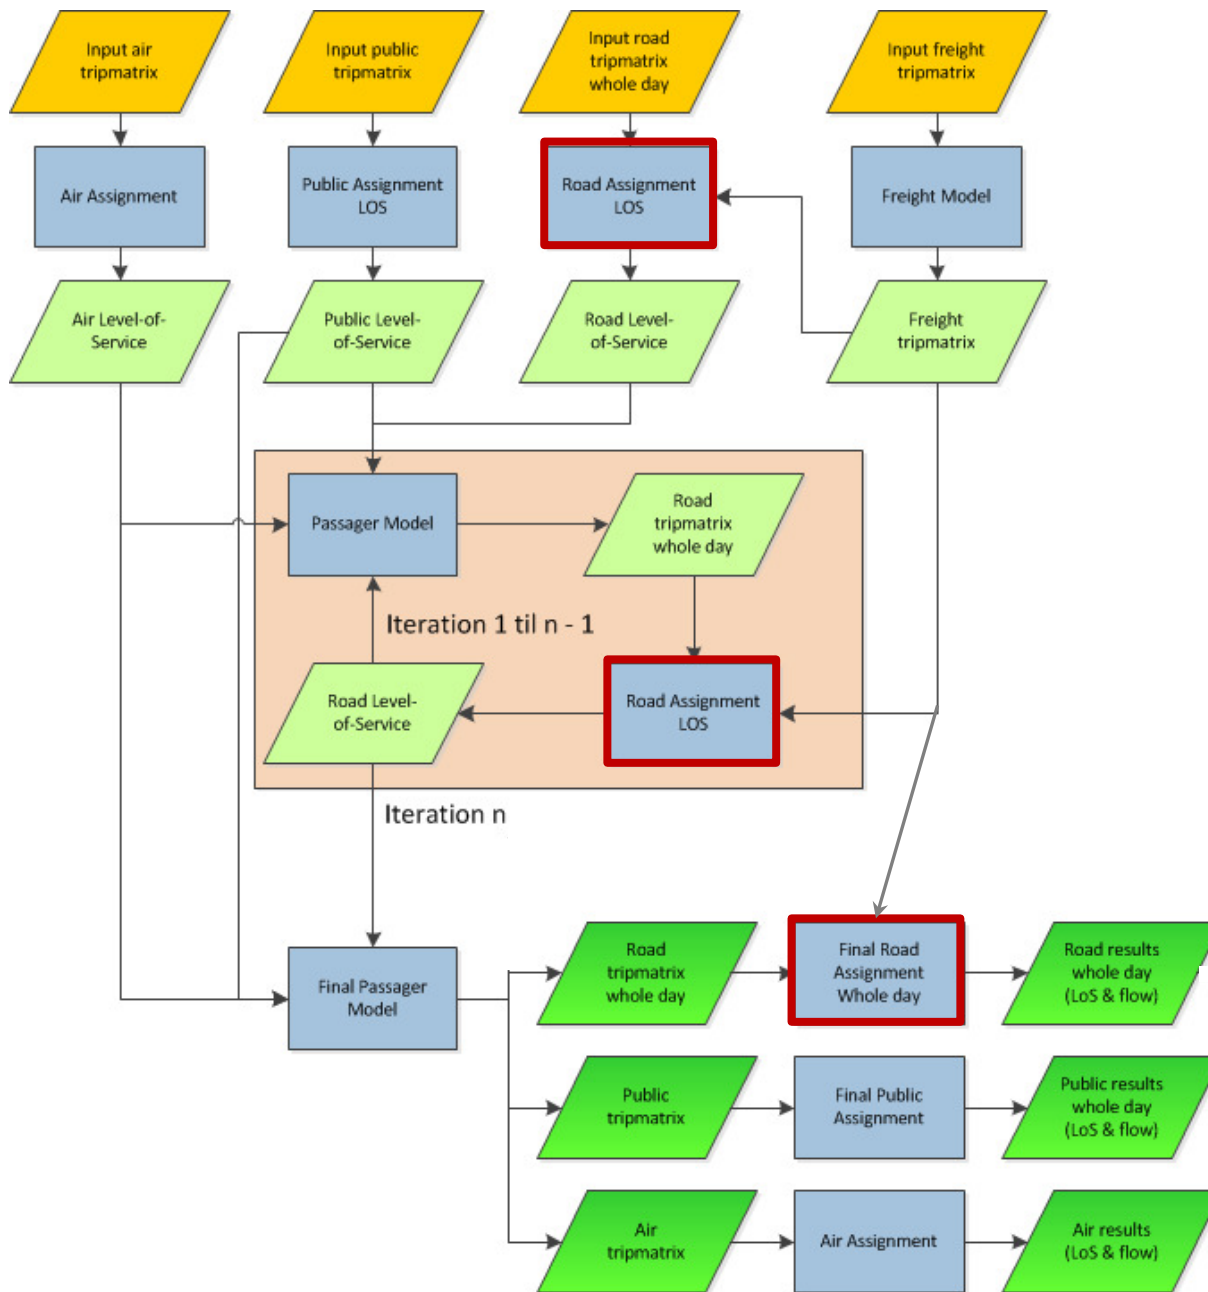 Input air
tripmatrix
Input public
tripmatrix
Input road
tripmatrix
whole day
Input freight
tripmatrix
Air Assignment
Public Assignment
LOS
Road Assignment
LOS
Freight Model
Air Level-of-
Service
Public Level-
of-Service
Road Level-
of-Service
Freight
tripmatrix
Passager Model
Road
tripmatrix
whole day
Iteration 1 til n - 1
Road Level-
of-Service
Road Assignment
LOS
Iteration n
Final Passager
Model
Road
tripmatrix
whole day
Final Road
Assignment
Whole day
Road results
whole day
(LoS & flow)
Public
tripmatrix
Final Public
Assignment
Public results
whole day
(LoS & flow)
Air
tripmatrix
Air Assignment
Air results
(LoS & flow)